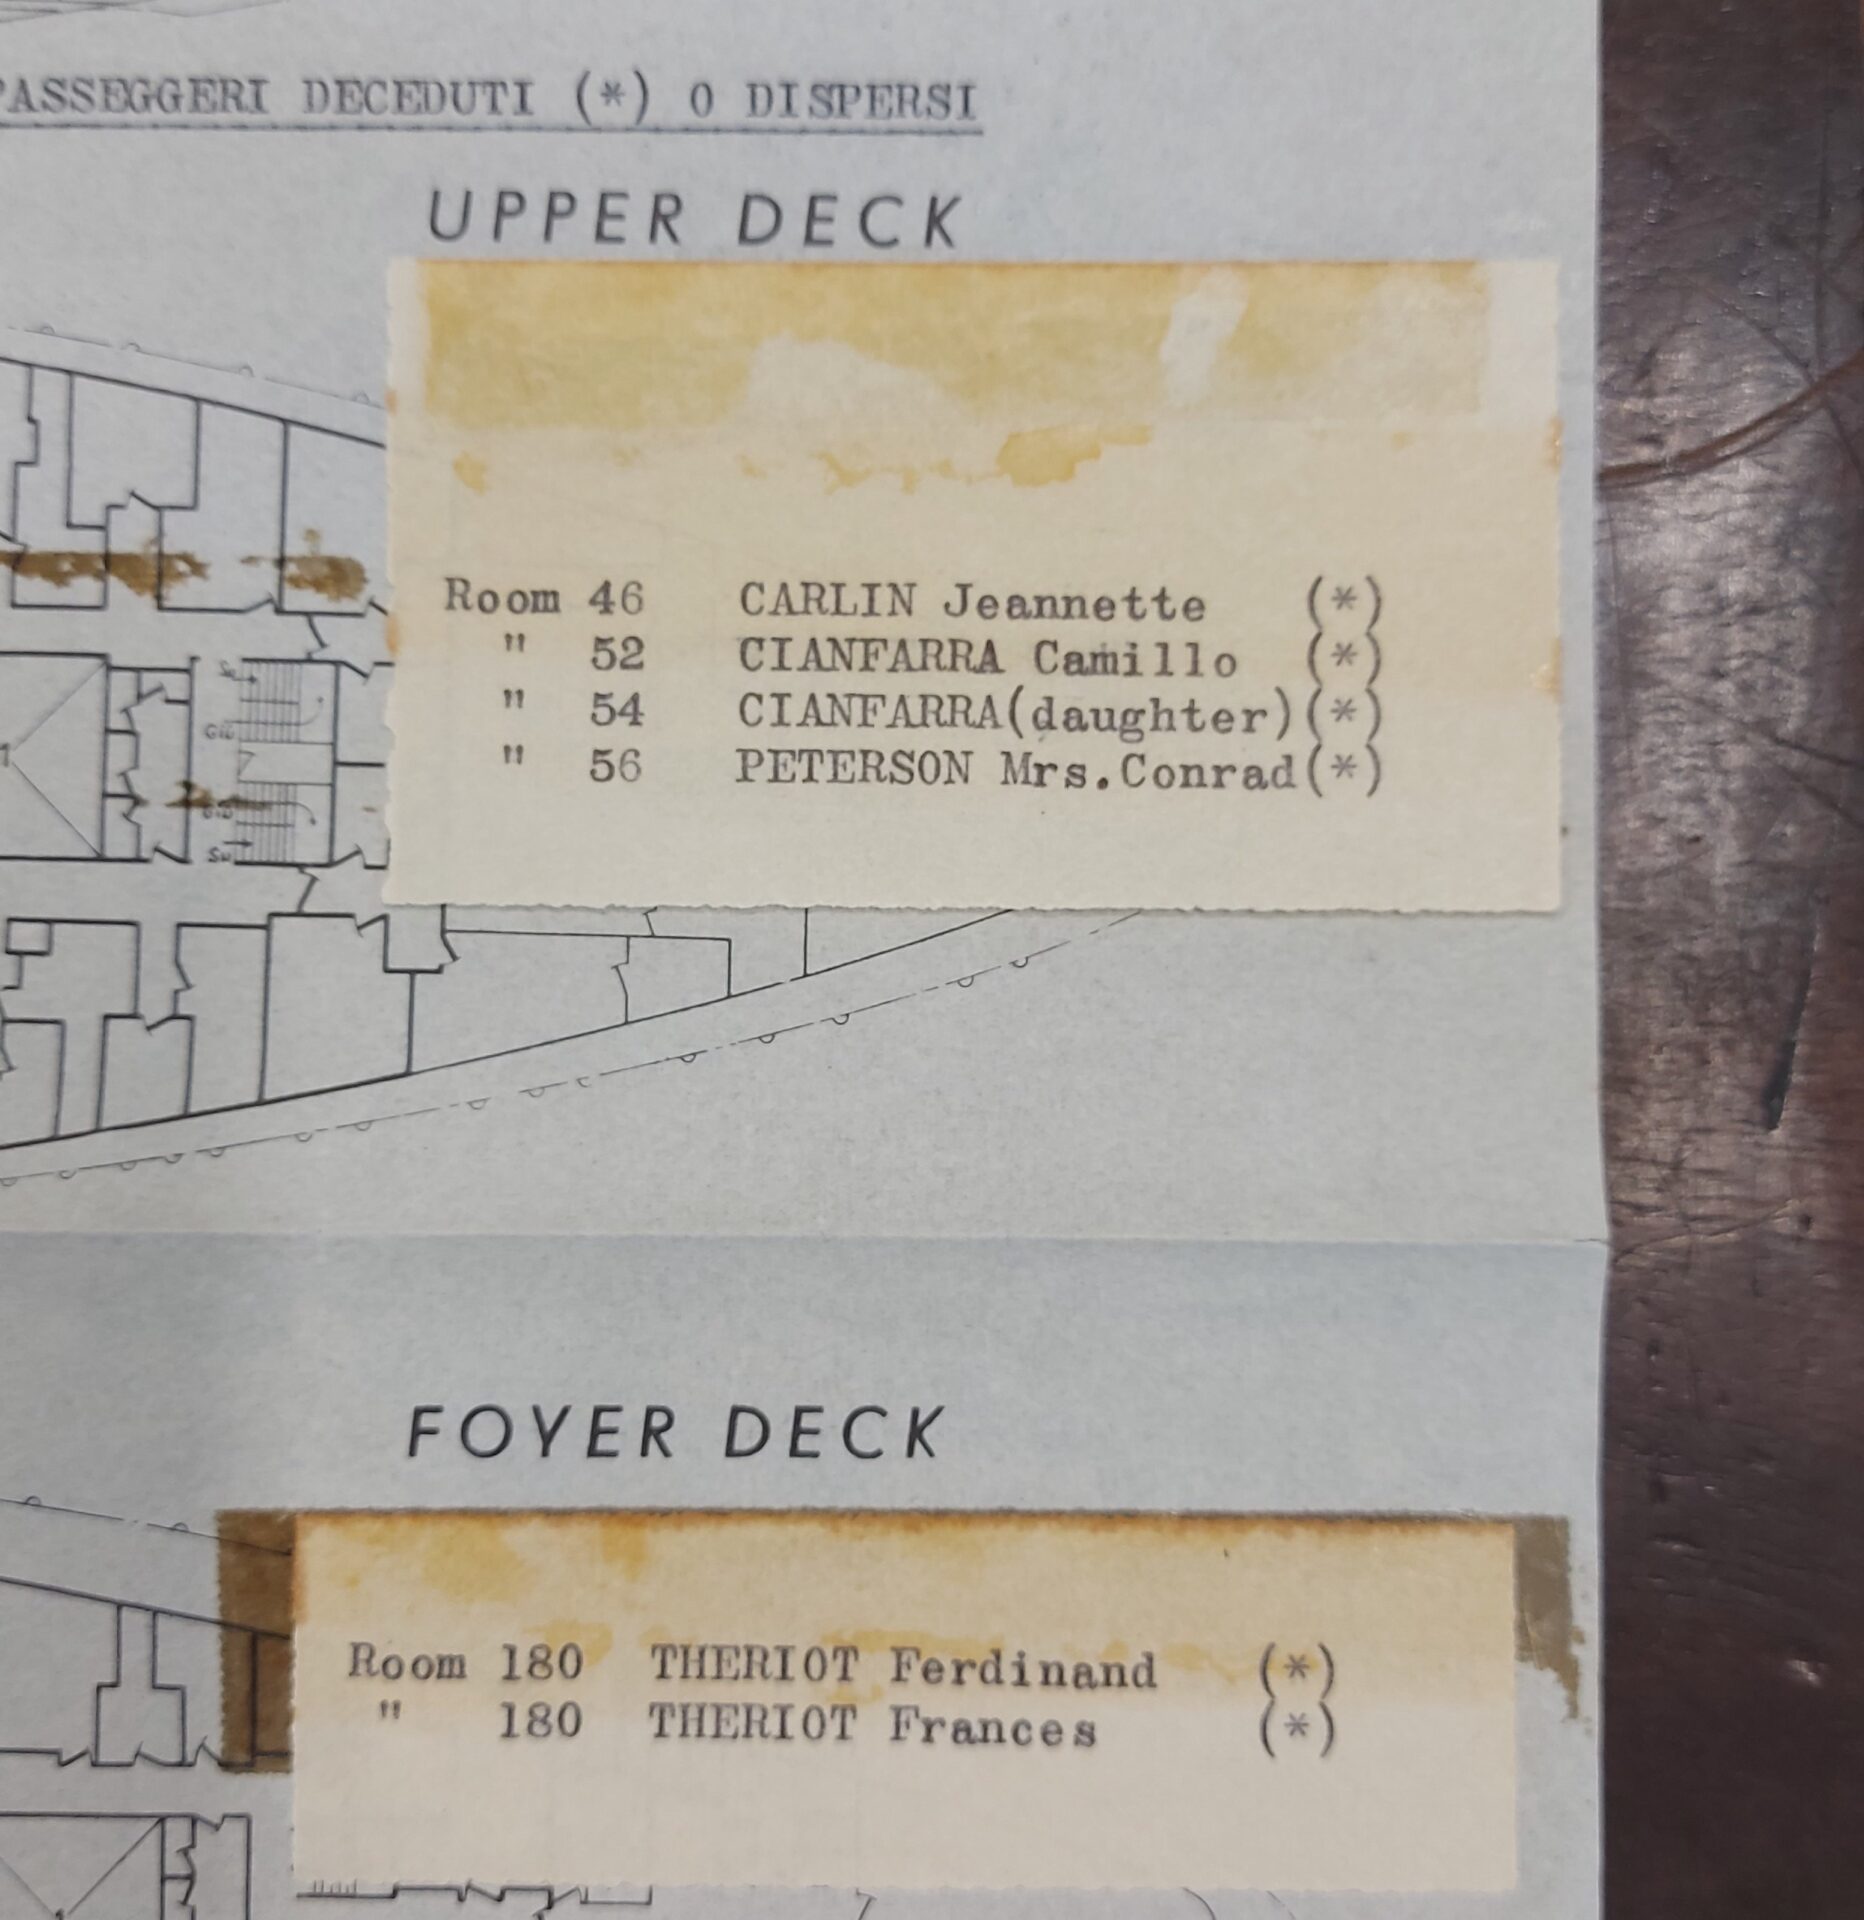 PASSEGGERI DECEDUTI (*) O DISPERSI
UPPER DECK
Room 46 CARLIN Jeannette (*)
" 52 CIANFARRA Camillo (*)
" 54 CIANFARRA(daughter)(*)
" 56 PETERSON Mrs.Conrad(*)
FOYER DECK
Room 180 THERIOT Ferdinand (*)
" 180 THERIOT Frances (*)